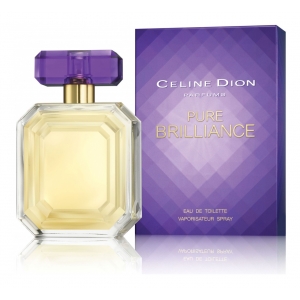 CELINE DION
PARFUMS
PURE
BRILLIANCE
EAU DE TOILETTE
VAPORISATEUR SPRAY